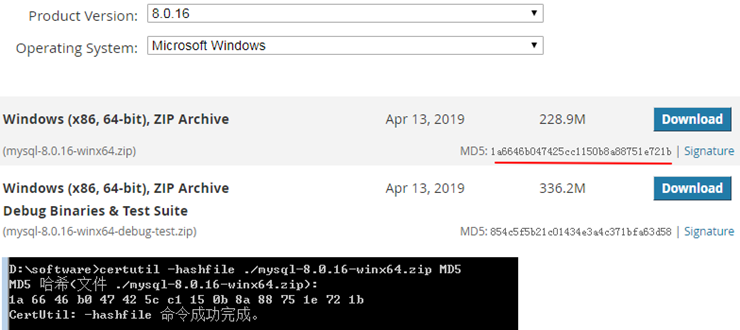 Product Version: 8.0.16
Operating System: Microsoft Windows
Windows (x86, 64-bit), ZIP Archive Apr 13, 2019 228.9M Download
(mysql-8.0.16-winx64.zip) MD5: 1a6646b047425cc1150b8a88751e721b | Signature
Windows (x86, 64-bit), ZIP Archive Apr 13, 2019 336.2M Download
Debug Binaries & Test Suite
(mysql-8.0.16-winx64-debug-test.zip) MD5: 854c5f5b21c01434e3a4c371bfa63d58 | Signature
D:\software>certutil -hashfile ./mysql-8.0.16-winx64.zip MD5
MD5 哈希(文件 ./mysql-8.0.16-winx64.zip):
1a 66 46 b0 47 42 5c c1 15 0b 8a 88 75 1e 72 1b
CertUtil: -hashfile 命令成功完成。